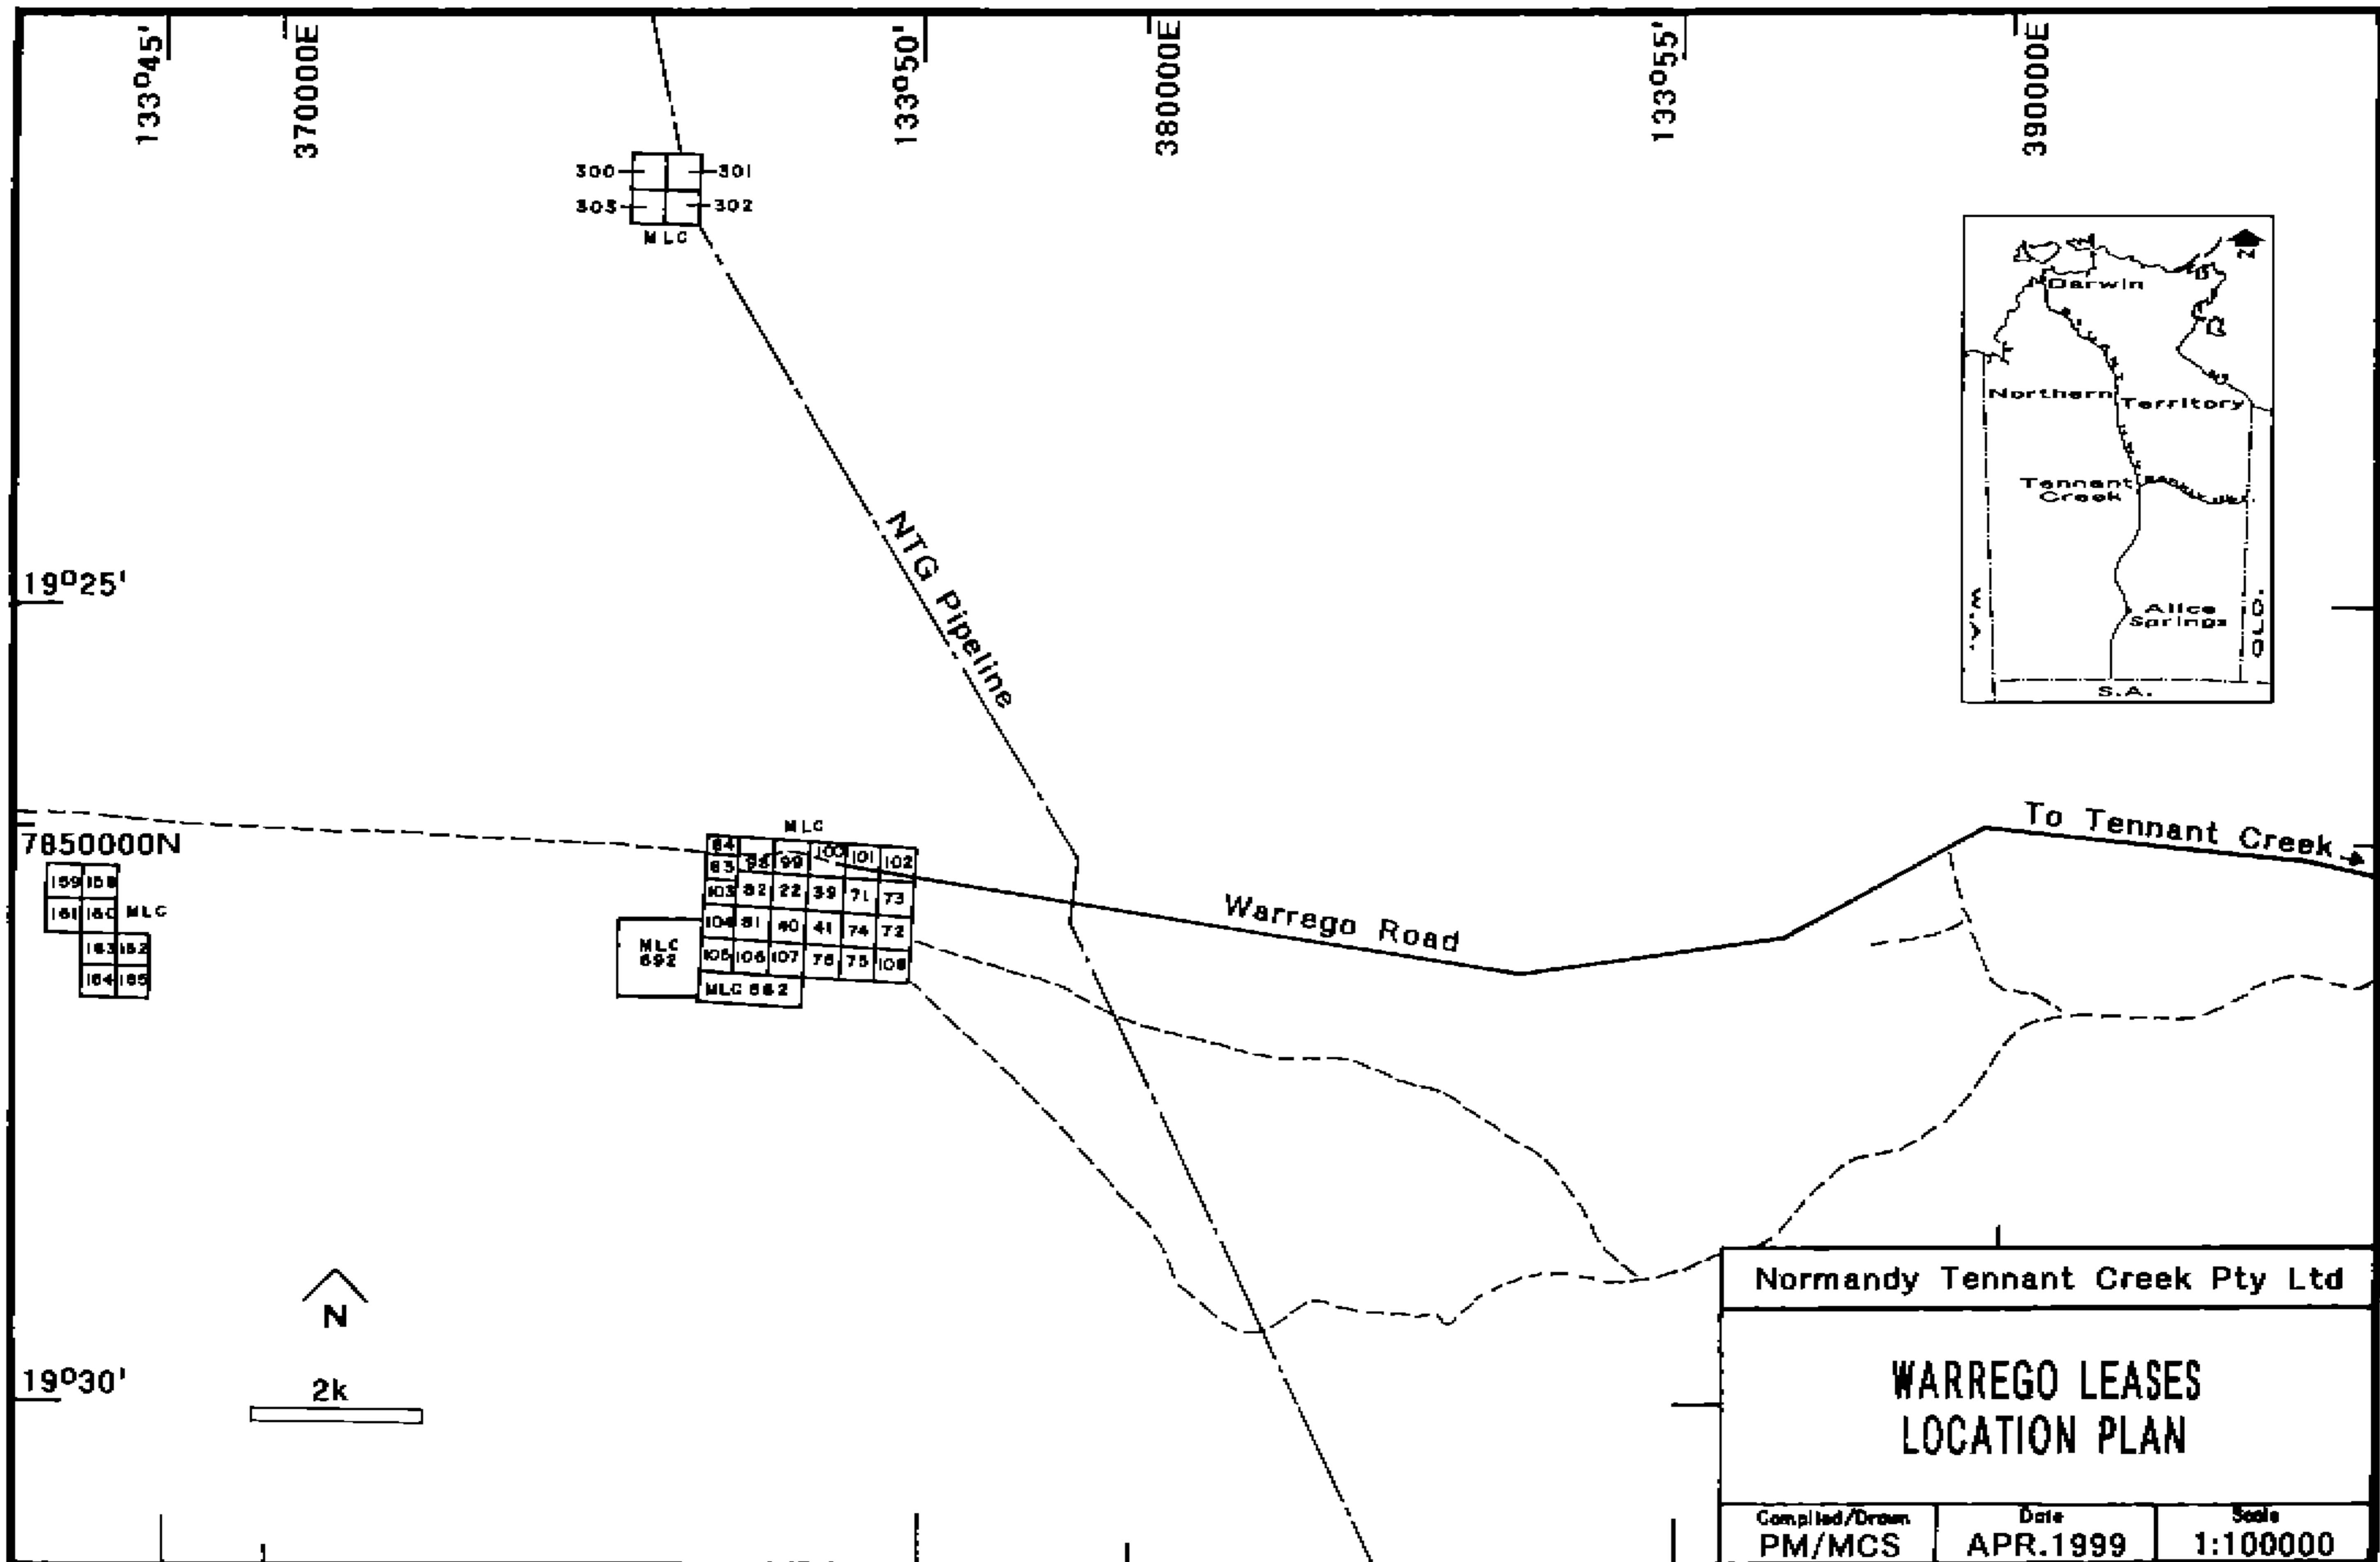 133°45'
370000E
133°50'
380000E
133°55'
390000E
300
301
303
302
MLC
N
Darwin
Northern Territory
Tennant
Creek
Alice
Springs
W.A.
QLD.
S.A.
NTG Pipeline
19°25'
7850000N
To Tennant Creek
Warrego Road
MLC
84 100 101 102
83 98 99
103 82 22 39 71 73
104 81 40 41 74 72
105 106 107 76 75 108
MLC
692
159 158
161 160 MLC
163 162
164 165
N
2k
19°30'
Normandy Tennant Creek Pty Ltd
WARREGO LEASES
LOCATION PLAN
Compiled/Drawn
PM/MCS
Date
APR.1999
Scale
1:100000